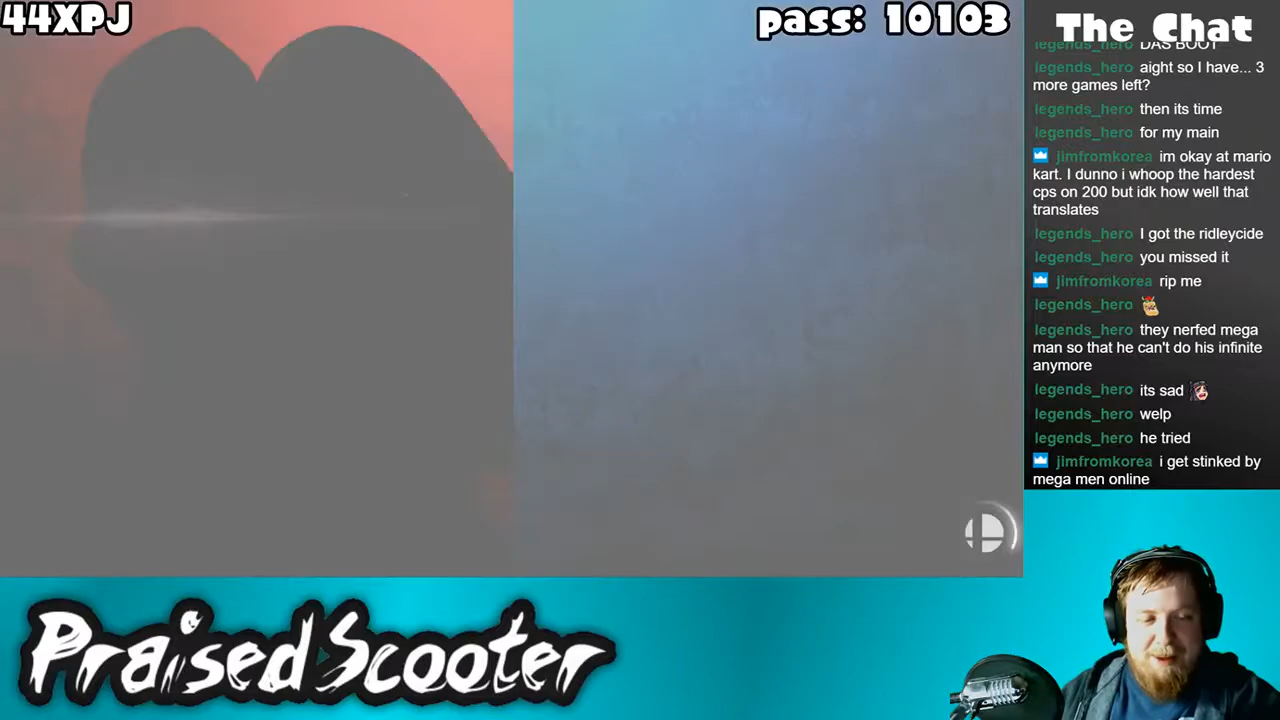 44XPJ
pass: 10103
The Chat
legends_hero DAS BOOT
legends_hero aight so I have... 3
more games left?
legends_hero then its time
legends_hero for my main
jimfromkorea im okay at mario
kart. I dunno i whoop the hardest
cps on 200 but idk how well that
translates
legends_hero I got the ridleycide
legends_hero you missed it
jimfromkorea rip me
legends_hero
legends_hero they nerfed mega
man so that he can't do his infinite
anymore
legends_hero its sad
legends_hero welp
legends_hero he tried
jimfromkorea i get stinked by
mega men online
PraisedScooter